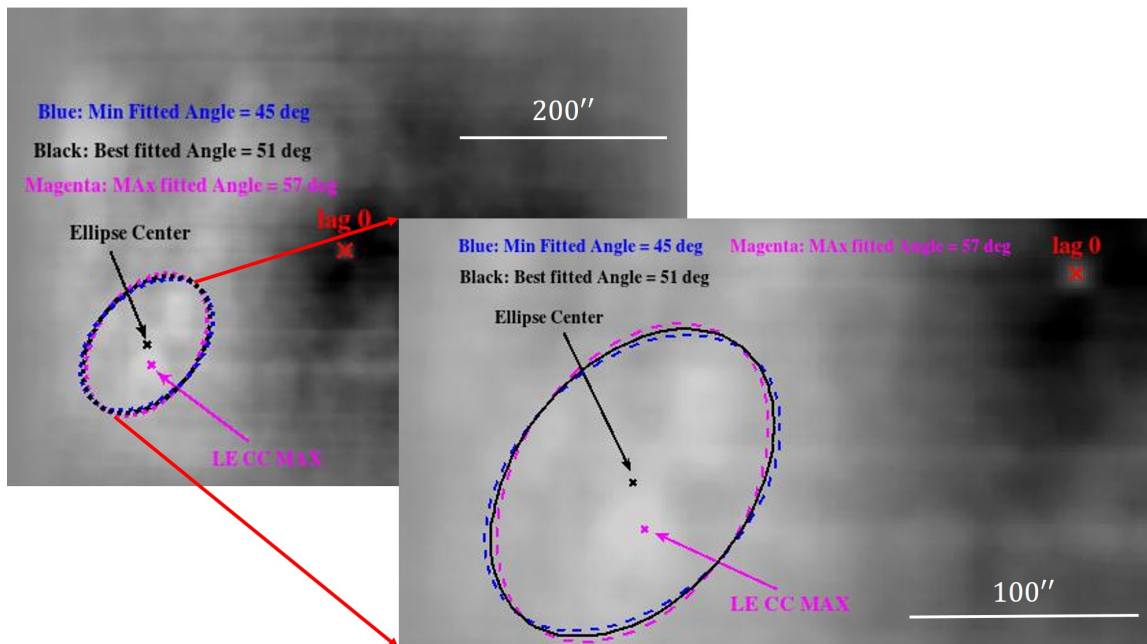 Blue: Min Fitted Angle = 45 deg
200′′
Black: Best fitted Angle = 51 deg
Magenta: MAx fitted Angle = 57 deg
lag 0
Ellipse Center
LE CC MAX
Blue: Min Fitted Angle = 45 deg
Magenta: MAx fitted Angle = 57 deg
lag 0
Black: Best fitted Angle = 51 deg
Ellipse Center
LE CC MAX
100′′